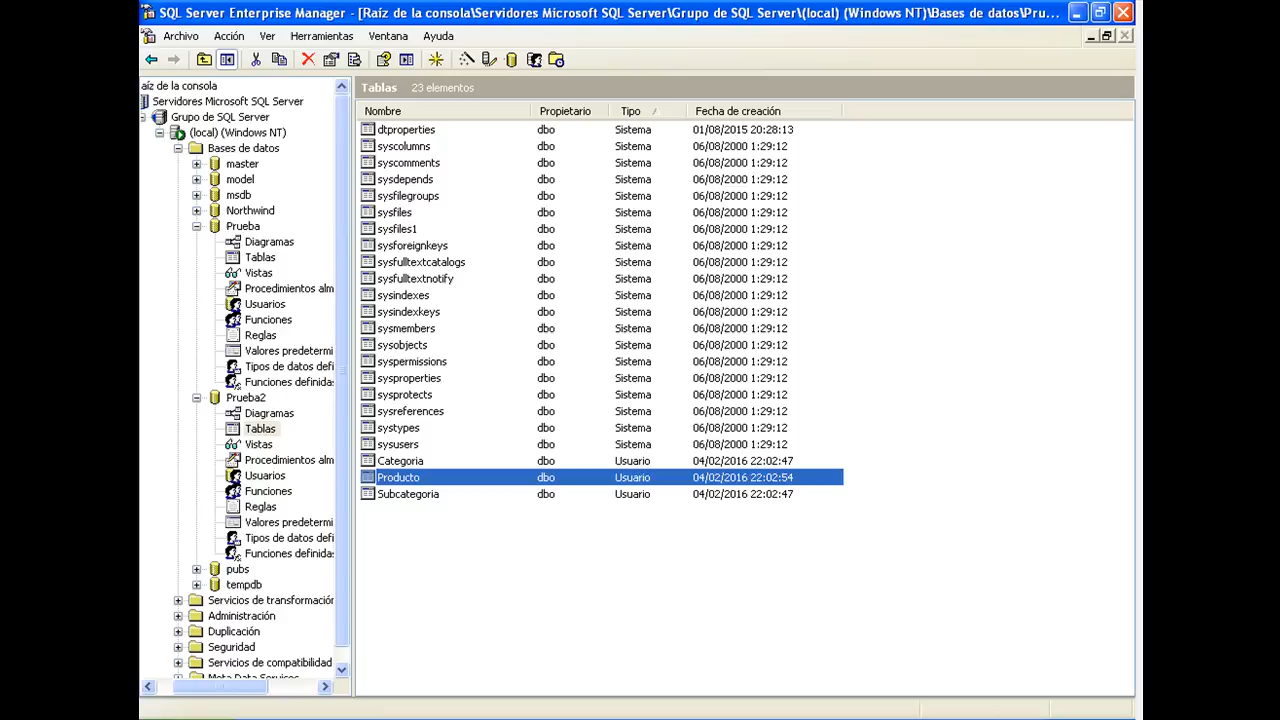 SQL Server Enterprise Manager - [Raíz de la consola\Servidores Microsoft SQL Server\Grupo de SQL Server\(local) (Windows NT)\Bases de datos\Pru...
Archivo Acción Ver Herramientas Ventana Ayuda
aíz de la consola
Servidores Microsoft SQL Server
Grupo de SQL Server
(local) (Windows NT)
Bases de datos
master
model
msdb
Northwind
Prueba
Diagramas
Tablas
Vistas
Procedimientos alm
Usuarios
Funciones
Reglas
Valores predetermi
Tipos de datos defi
Funciones definida
Prueba2
Diagramas
Tablas
Vistas
Procedimientos alm
Usuarios
Funciones
Reglas
Valores predetermi
Tipos de datos def
Funciones definida
pubs
tempdb
Servicios de transformación
Administración
Duplicación
Seguridad
Servicios de compatibilidad
Meta Data Services
Tablas 23 elementos
Nombre Propietario Tipo Fecha de creación
dtproperties dbo Sistema 01/08/2015 20:28:13
syscolumns dbo Sistema 06/08/2000 1:29:12
syscomments dbo Sistema 06/08/2000 1:29:12
sysdepends dbo Sistema 06/08/2000 1:29:12
sysfilegroups dbo Sistema 06/08/2000 1:29:12
sysfiles dbo Sistema 06/08/2000 1:29:12
sysfiles1 dbo Sistema 06/08/2000 1:29:12
sysforeignkeys dbo Sistema 06/08/2000 1:29:12
sysfulltextcatalogs dbo Sistema 06/08/2000 1:29:12
sysfulltextnotify dbo Sistema 06/08/2000 1:29:12
sysindexes dbo Sistema 06/08/2000 1:29:12
sysindexkeys dbo Sistema 06/08/2000 1:29:12
sysmembers dbo Sistema 06/08/2000 1:29:12
sysobjects dbo Sistema 06/08/2000 1:29:12
syspermissions dbo Sistema 06/08/2000 1:29:12
sysproperties dbo Sistema 06/08/2000 1:29:12
sysprotects dbo Sistema 06/08/2000 1:29:12
sysreferences dbo Sistema 06/08/2000 1:29:12
systypes dbo Sistema 06/08/2000 1:29:12
sysusers dbo Sistema 06/08/2000 1:29:12
Categoria dbo Usuario 04/02/2016 22:02:47
Producto dbo Usuario 04/02/2016 22:02:54
Subcategoria dbo Usuario 04/02/2016 22:02:47